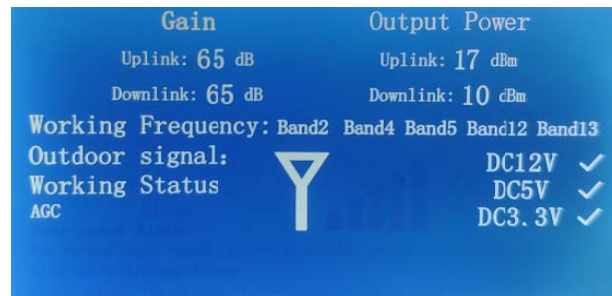 Gain Output Power
Uplink: 65 dB Uplink: 17 dBm
Downlink: 65 dB Downlink: 10 dBm
Working Frequency: Band2 Band4 Band5 Band12 Band13
Outdoor signal:
DC12V ✓
Working Status
DC5V ✓
AGC
DC3.3V ✓